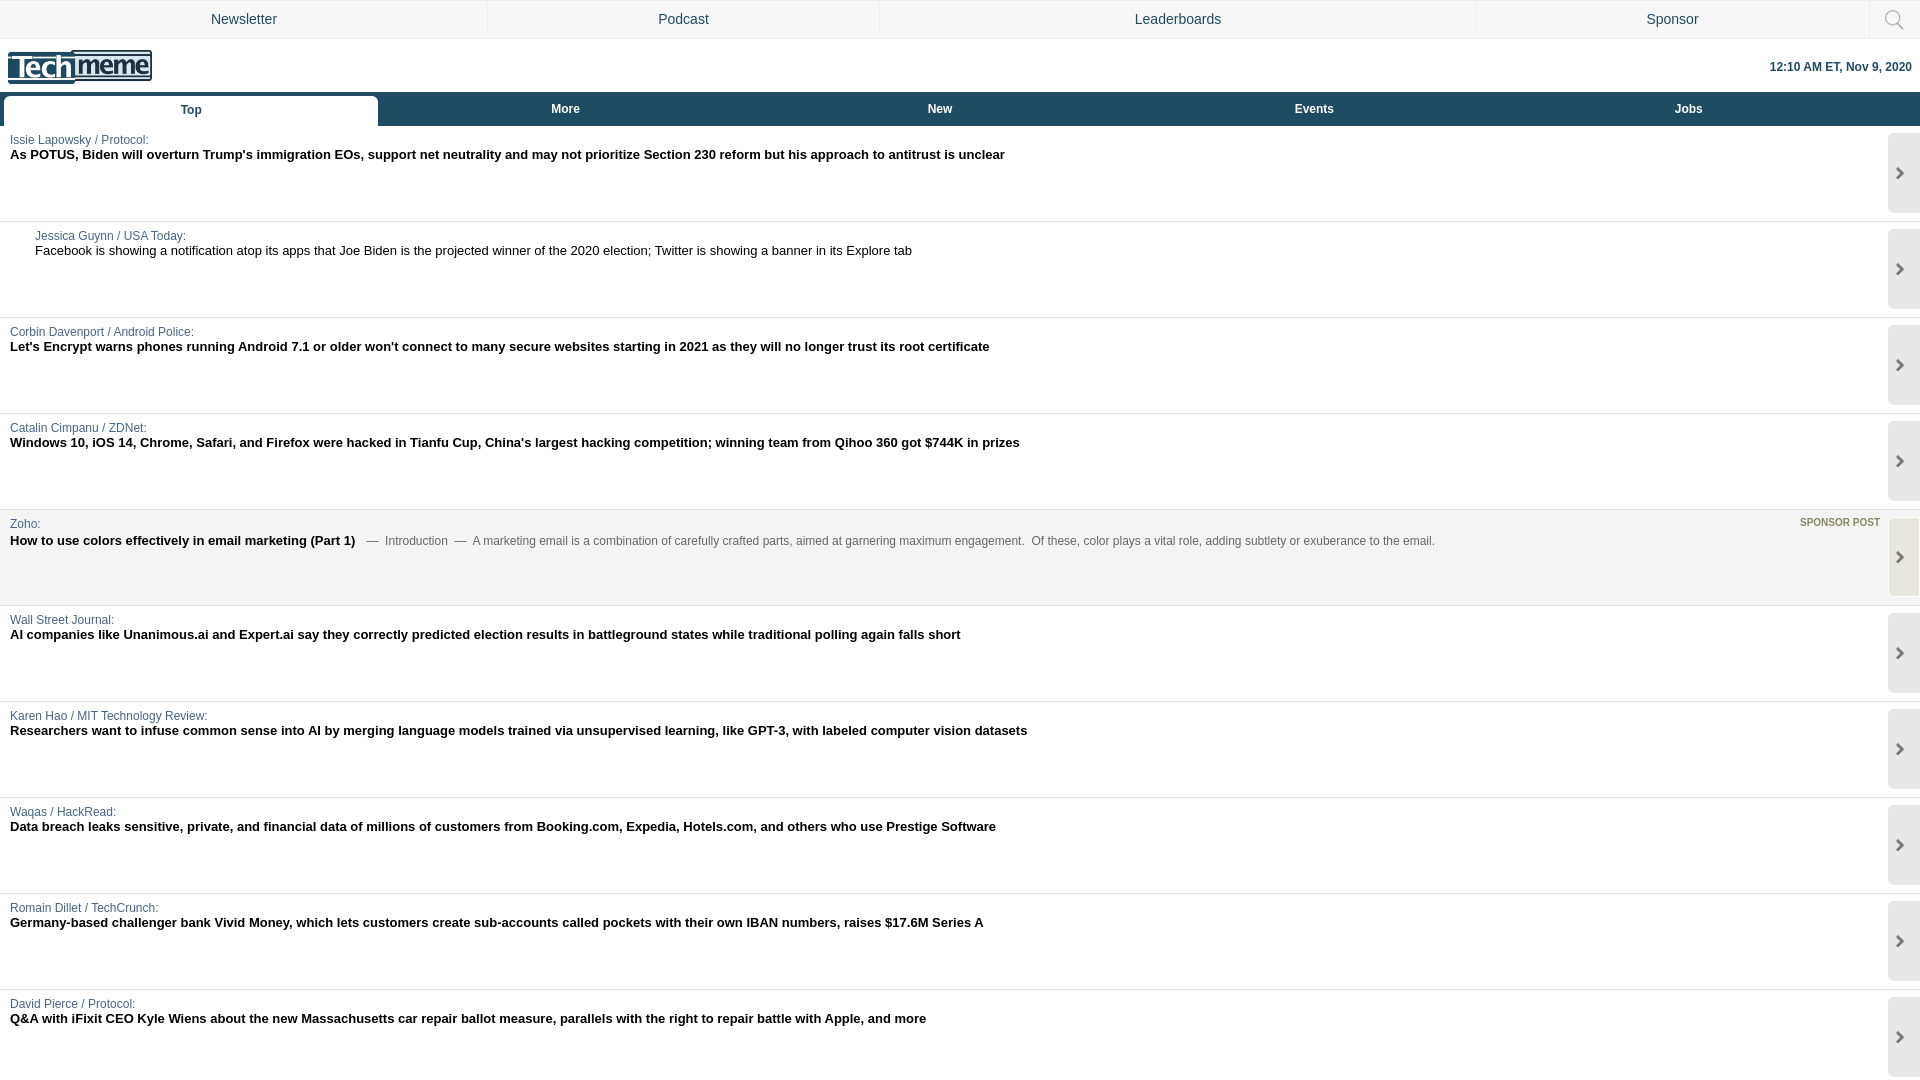 Newsletter
Podcast
Leaderboards
Sponsor
Techmeme
12:10 AM ET, Nov 9, 2020
Top
More
New
Events
Jobs
Issie Lapowsky / Protocol:
As POTUS, Biden will overturn Trump's immigration EOs, support net neutrality and may not prioritize Section 230 reform but his approach to antitrust is unclear
Jessica Guynn / USA Today:
Facebook is showing a notification atop its apps that Joe Biden is the projected winner of the 2020 election; Twitter is showing a banner in its Explore tab
Corbin Davenport / Android Police:
Let's Encrypt warns phones running Android 7.1 or older won't connect to many secure websites starting in 2021 as they will no longer trust its root certificate
Catalin Cimpanu / ZDNet:
Windows 10, iOS 14, Chrome, Safari, and Firefox were hacked in Tianfu Cup, China's largest hacking competition; winning team from Qihoo 360 got $744K in prizes
Zoho:
SPONSOR POST
How to use colors effectively in email marketing (Part 1) — Introduction — A marketing email is a combination of carefully crafted parts, aimed at garnering maximum engagement. Of these, color plays a vital role, adding subtlety or exuberance to the email.
Wall Street Journal:
AI companies like Unanimous.ai and Expert.ai say they correctly predicted election results in battleground states while traditional polling again falls short
Karen Hao / MIT Technology Review:
Researchers want to infuse common sense into AI by merging language models trained via unsupervised learning, like GPT-3, with labeled computer vision datasets
Waqas / HackRead:
Data breach leaks sensitive, private, and financial data of millions of customers from Booking.com, Expedia, Hotels.com, and others who use Prestige Software
Romain Dillet / TechCrunch:
Germany-based challenger bank Vivid Money, which lets customers create sub-accounts called pockets with their own IBAN numbers, raises $17.6M Series A
David Pierce / Protocol:
Q&A with iFixit CEO Kyle Wiens about the new Massachusetts car repair ballot measure, parallels with the right to repair battle with Apple, and more